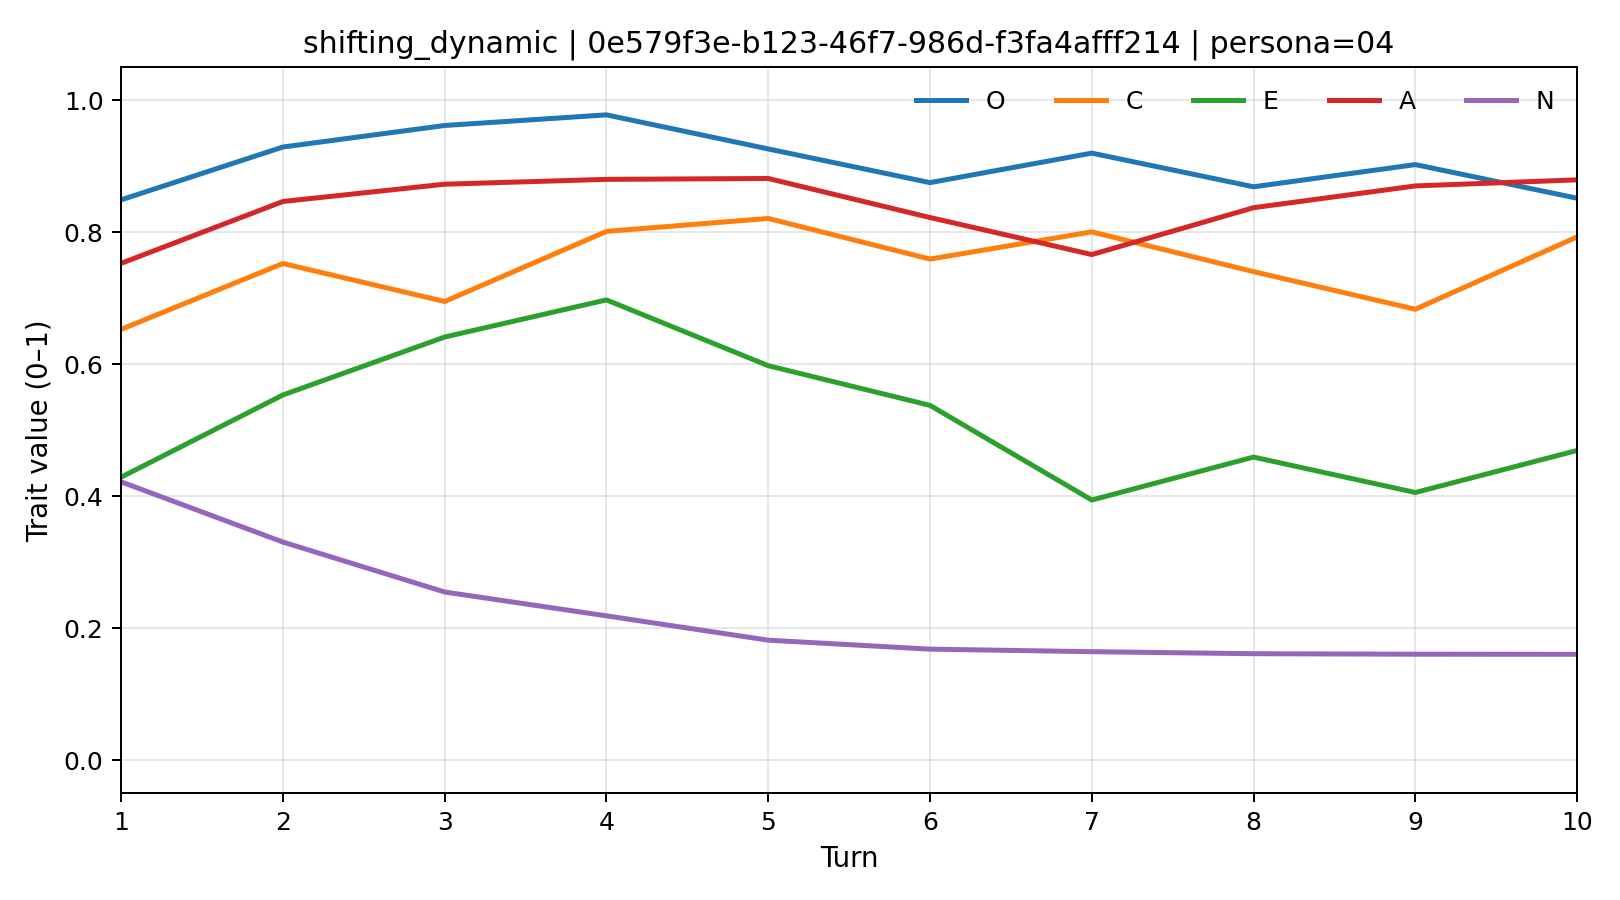 shifting_dynamic | 0e579f3e-b123-46f7-986d-f3fa4afff214 | persona=04
O C E A N
1.0
0.8
0.6
0.4
0.2
0.0
Trait value (0–1)
1 2 3 4 5 6 7 8 9 10
Turn